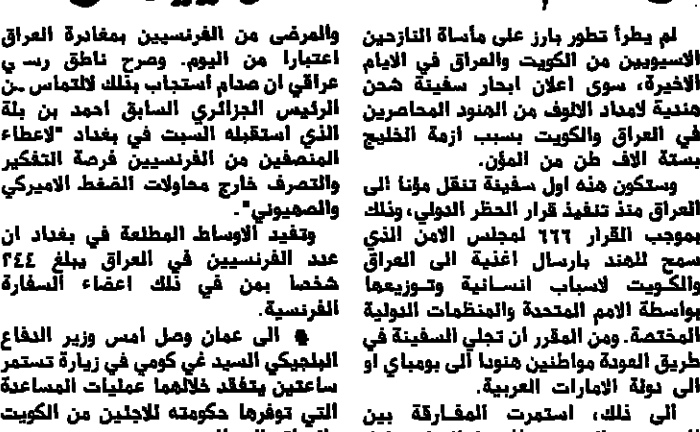 لم يطرأ تطور بارز على مأساة النازحين
الاسيويين من الكويت والعراق في الايام
الاخيرة، سوى اعلان ابحار سفينة شحن
هندية لامداد الالوف من الهنود المحاصرين
في العراق والكويت بسبب ازمة الخليج
بستة الاف طن من المؤن.
وستكون هذه اول سفينة تنقل مؤنا الى
العراق منذ تنفيذ قرار الحظر الدولي، وذلك
بموجب القرار ٦٦٦ لمجلس الامن الذي
سمح للهند بارسال اغذية الى العراق
والكويت لاسباب انسانية وتوزيعها
بواسطة الامم المتحدة والمنظمات الدولية
المختصة. ومن المقرر ان تجلي السفينة في
طريق العودة مواطنين هنودا الى بومباي او
الى دولة الامارات العربية.
الى ذلك، استمرت المفارقة بين
والمرضى من الفرنسيين بمغادرة العراق
اعتبارا من اليوم. وصرح ناطق رسمي
عراقي ان صدام استجاب بذلك لالتماس من
الرئيس الجزائري السابق احمد بن بلة
الذي استقبله السبت في بغداد "لاعطاء
المنصفين من الفرنسيين فرصة التفكير
والتصرف خارج محاولات الضغط الاميركي
والصهيوني".
وتفيد الاوساط المطلعة في بغداد ان
عدد الفرنسيين في العراق يبلغ ٢٤٤
شخصا بمن في ذلك اعضاء السفارة
الفرنسية.
● الى عمان وصل امس وزير الدفاع
البلجيكي السيد غي كومي في زيارة تستمر
ساعتين يتفقد خلالهما عمليات المساعدة
التي توفرها حكومته للاجئين من الكويت